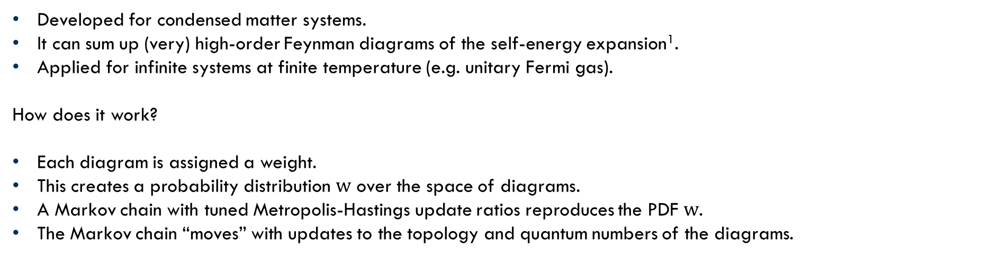 • Developed for condensed matter systems.
• It can sum up (very) high-order Feynman diagrams of the self-energy expansion¹.
• Applied for infinite systems at finite temperature (e.g. unitary Fermi gas).
How does it work?
• Each diagram is assigned a weight.
• This creates a probability distribution w over the space of diagrams.
• A Markov chain with tuned Metropolis-Hastings update ratios reproduces the PDF w.
• The Markov chain “moves” with updates to the topology and quantum numbers of the diagrams.